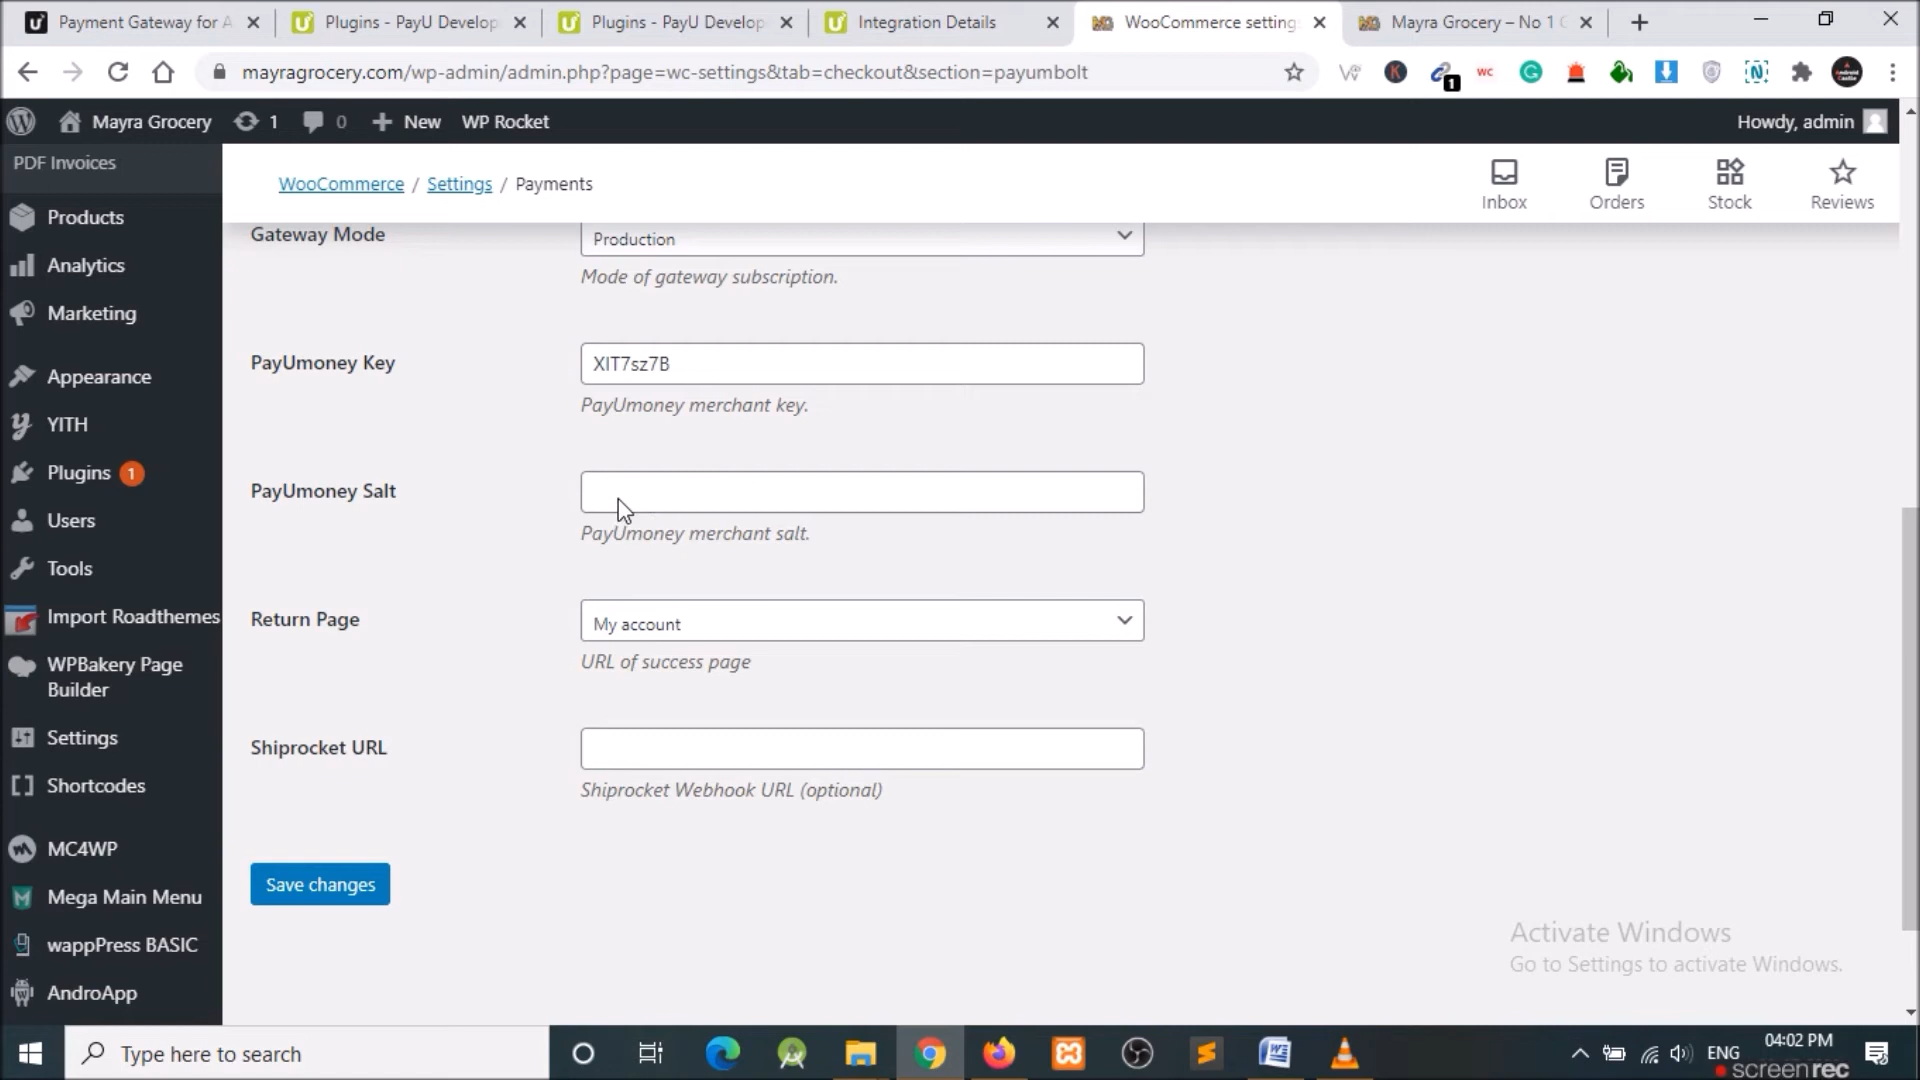 Payment Gateway for A
Plugins - PayU Develop
Plugins - PayU Develop
Integration Details
WooCommerce setting
Mayra Grocery – No 1 G
mayragrocery.com/wp-admin/admin.php?page=wc-settings&tab=checkout&section=payumbolt
1
Mayra Grocery
1
0
New
WP Rocket
Howdy, admin
PDF Invoices
Products
Analytics
Marketing
Appearance
YITH
Plugins 1
Users
Tools
Import Roadthemes
WPBakery Page
Builder
Settings
Shortcodes
MC4WP
Mega Main Menu
wappPress BASIC
AndroApp
WooCommerce / Settings / Payments
Inbox
Orders
Stock
Reviews
Gateway Mode
Production
Mode of gateway subscription.
PayUmoney Key
XIT7sz7B
PayUmoney merchant key.
PayUmoney Salt
PayUmoney merchant salt.
Return Page
My account
URL of success page
Shiprocket URL
Shiprocket Webhook URL (optional)
Save changes
Activate Windows
Go to Settings to activate Windows.
Type here to search
ENG
04:02 PM
screenrec